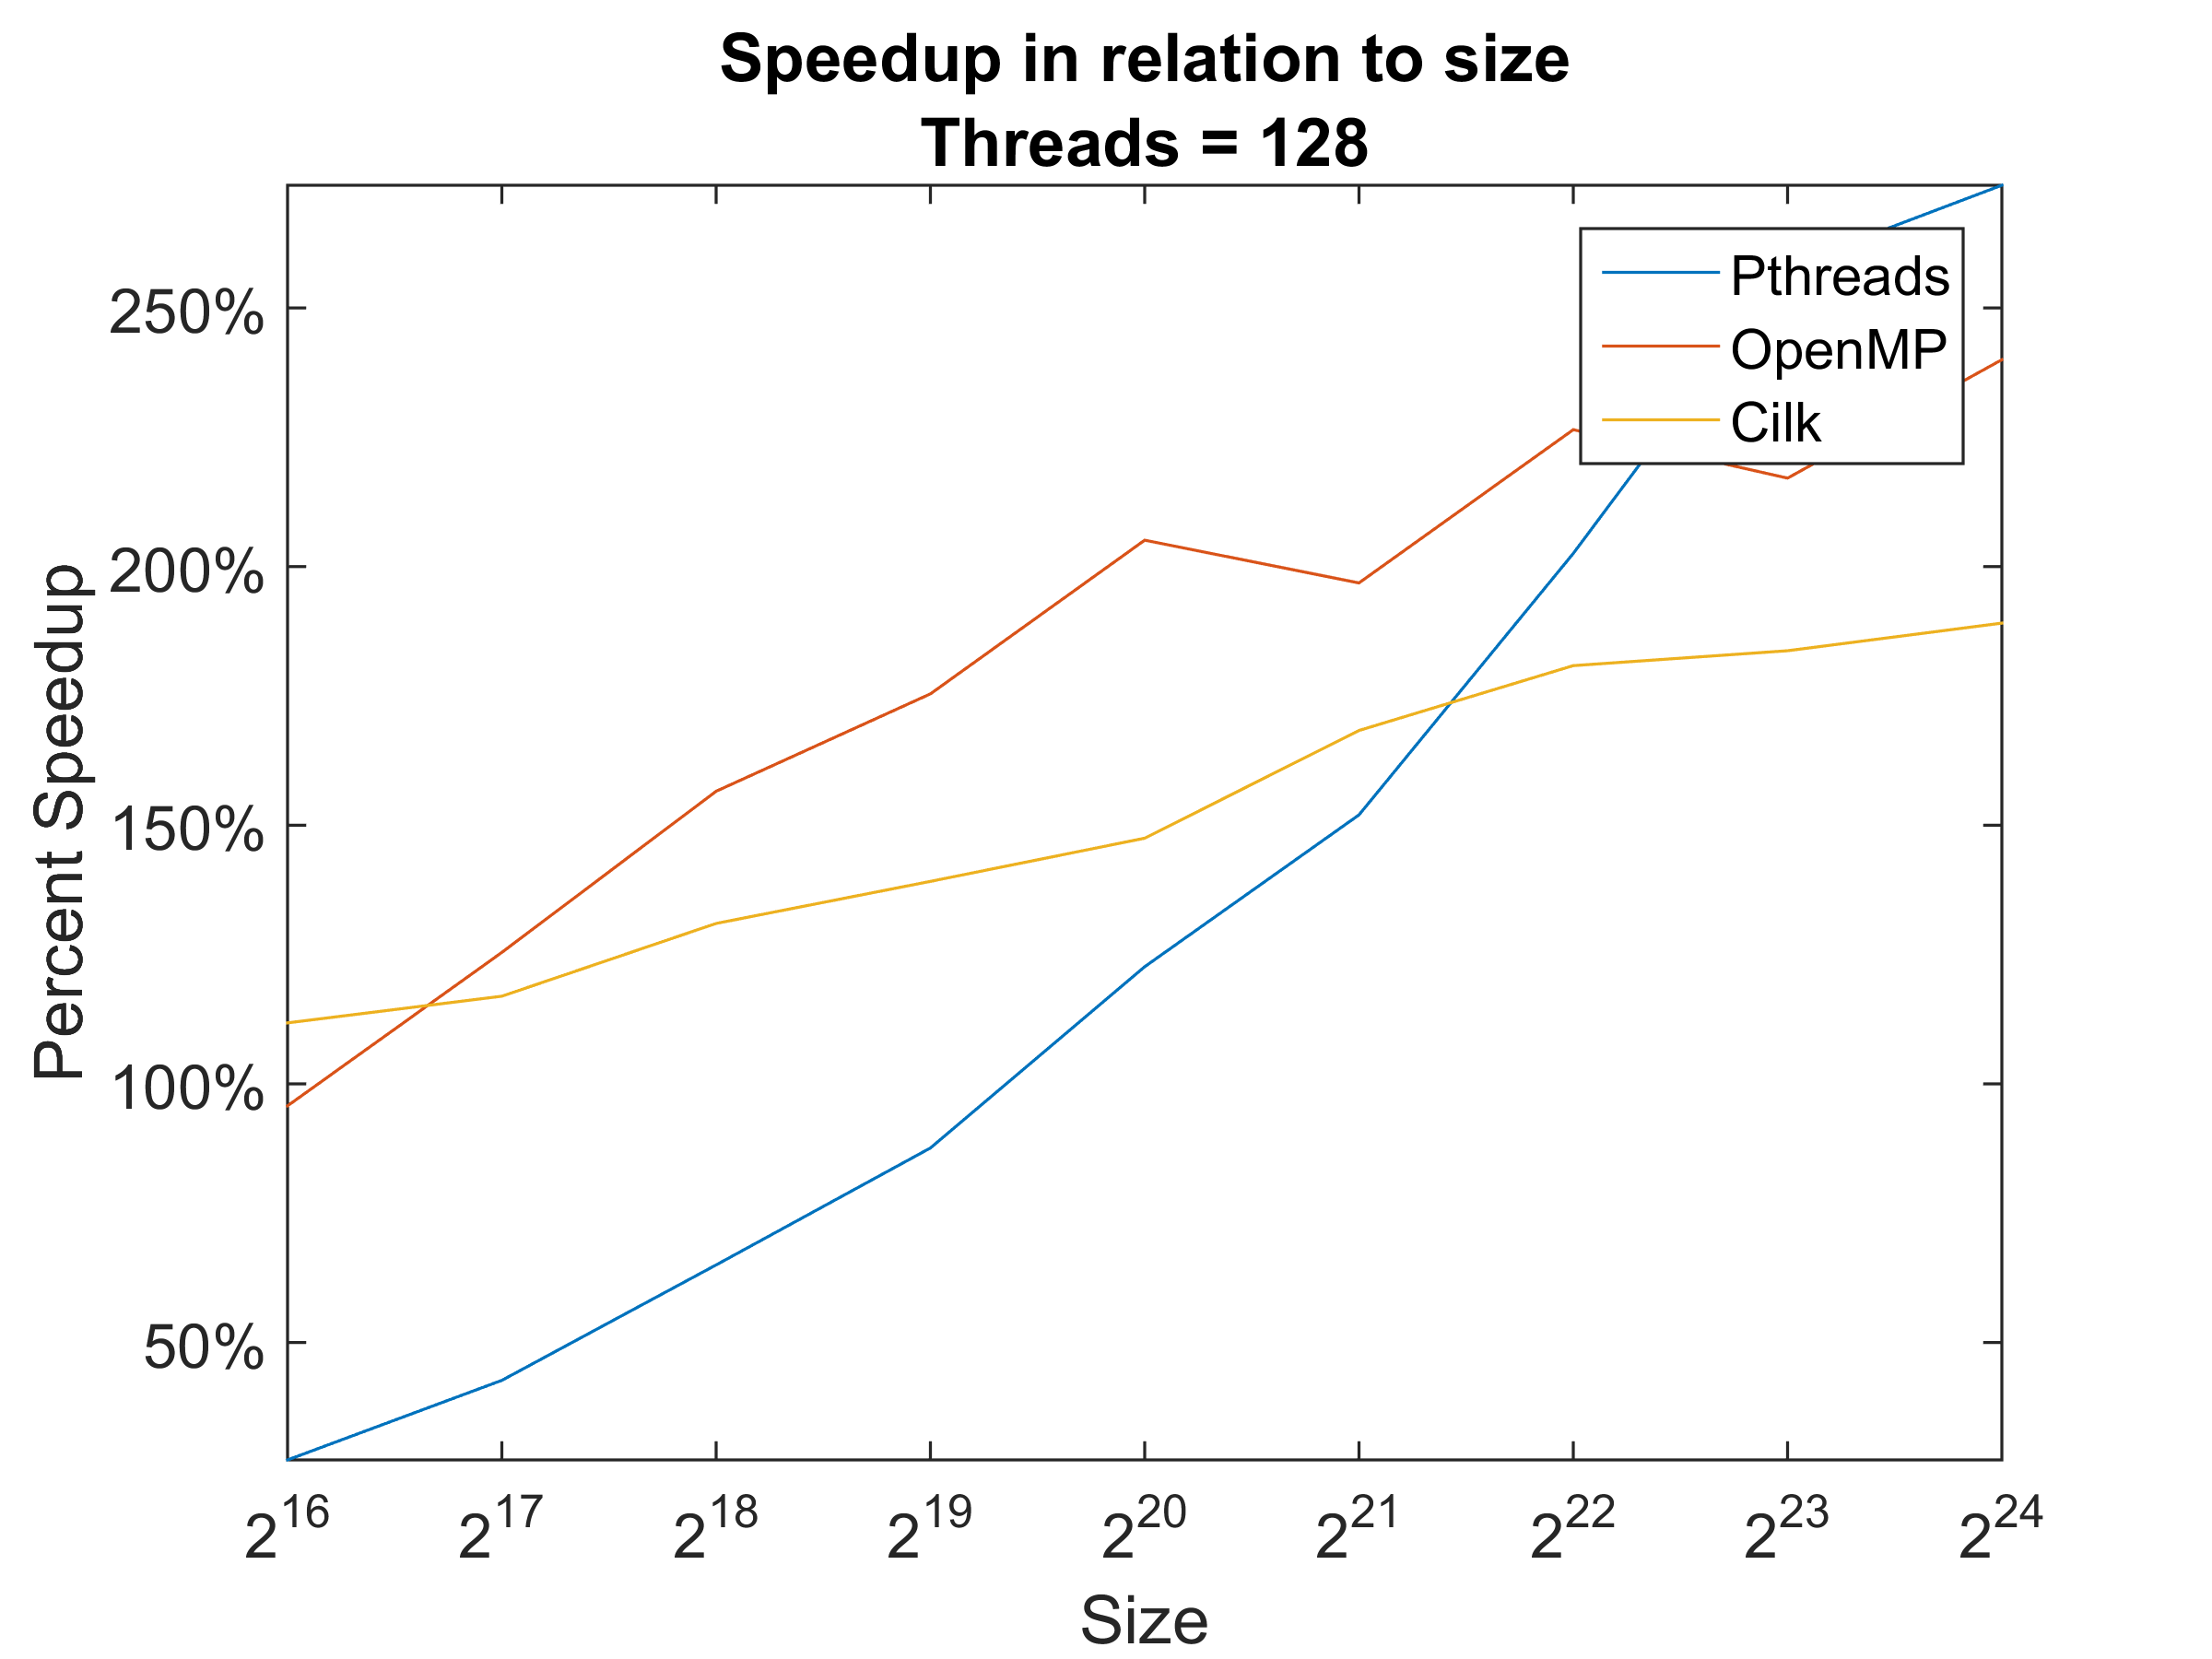 Speedup in relation to size
Threads = 128
Percent Speedup
250%
200%
150%
100%
50%
Pthreads
OpenMP
Cilk
2^16 2^17 2^18 2^19 2^20 2^21 2^22 2^23 2^24
Size